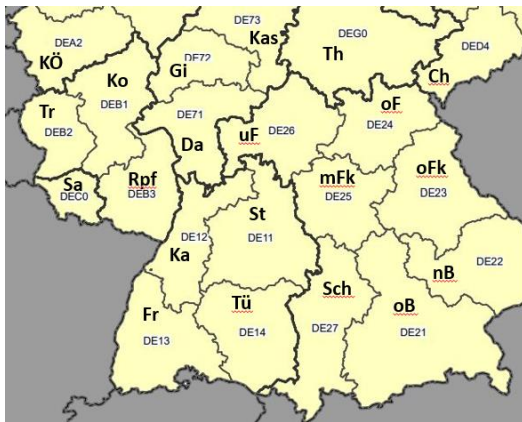 DE73
DEA2
Kas
DEG0
DED4
KÖ
Ko
Gi
DE72
Th
Ch
Tr
DEB1
DE71
uF
DE26
oF
DE24
DEB2
Da
Sa
DEC0
Rpf
DEB3
mFk
DE25
oFk
DE23
St
DE11
DE12
Ka
nB
DE22
Sch
oB
Fr
Tü
DE27
DE21
DE13
DE14